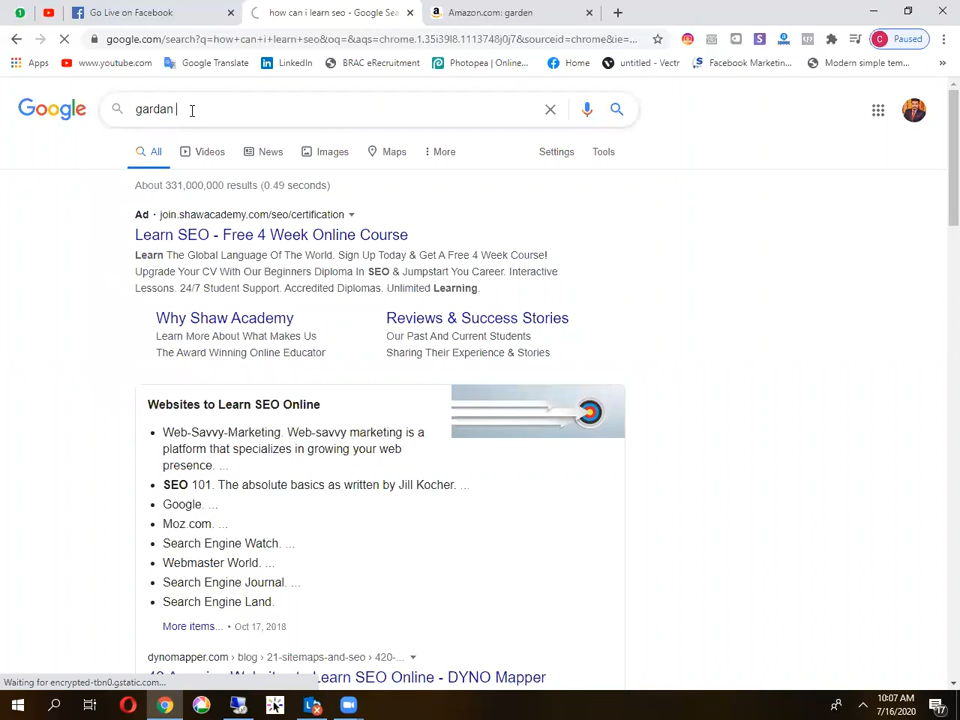 Go Live on Facebook
how can i learn seo - Google Sea
Amazon.com: garden
google.com/search?q=how+can+i+learn+seo&oq=&aqs=chrome.1.35i39l8.1113748j0j7&sourceid=chrome&ie=...
C Paused
Apps
www.youtube.com
Google Translate
LinkedIn
BRAC eRecruitment
Photopea | Online...
Home
untitled - Vectr
Facebook Marketin...
Modern simple tem...
Google
gardan
All
Videos
News
Images
Maps
More
Settings
Tools
About 331,000,000 results (0.49 seconds)
Ad · join.shawacademy.com/seo/certification
Learn SEO - Free 4 Week Online Course
Learn The Global Language Of The World. Sign Up Today & Get A Free 4 Week Course!
Upgrade Your CV With Our Beginners Diploma In SEO & Jumpstart You Career. Interactive
Lessons. 24/7 Student Support. Accredited Diplomas. Unlimited Learning.
Why Shaw Academy
Reviews & Success Stories
Learn More About What Makes Us
Our Past And Current Students
The Award Winning Online Educator
Sharing Their Experience & Stories
Websites to Learn SEO Online
Web-Savvy-Marketing. Web-savvy marketing is a
platform that specializes in growing your web
presence. ...
SEO 101. The absolute basics as written by Jill Kocher. ...
Google. ...
Moz.com. ...
Search Engine Watch. ...
Webmaster World. ...
Search Engine Journal. ...
Search Engine Land.
More items... • Oct 17, 2018
dynomapper.com › blog › 21-sitemaps-and-seo › 420-...
Learn SEO Online - DYNO Mapper
Waiting for encrypted-tbn0.gstatic.com...
10:07 AM
7/16/2020
17